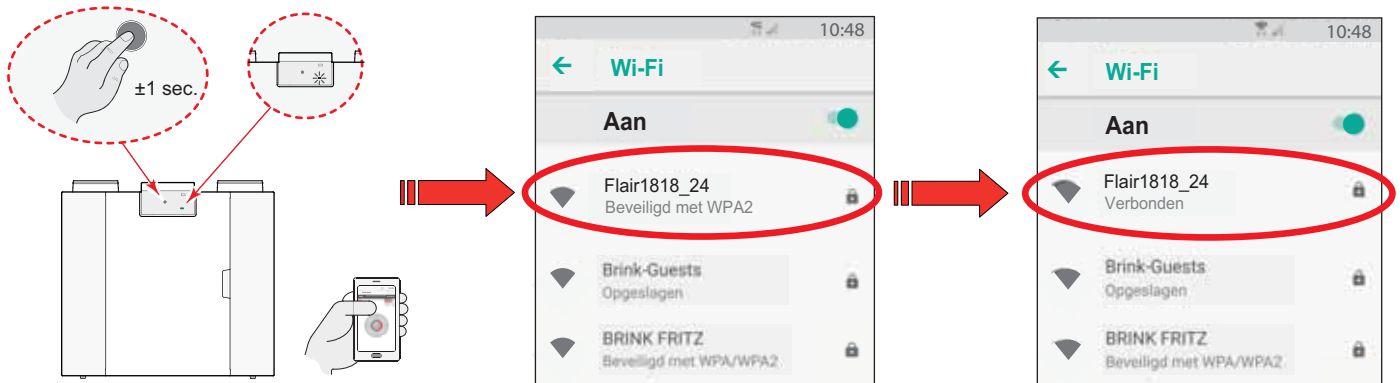 ±1 sec.
10:48
Wi-Fi
Aan
Flair1818_24
Beveiligd met WPA2
Brink-Guests
Opgeslagen
BRINK FRITZ
Beveiligd met WPA/WPA2
10:48
Wi-Fi
Aan
Flair1818_24
Verbonden
Brink-Guests
Opgeslagen
BRINK FRITZ
Beveiligd met WPA/WPA2